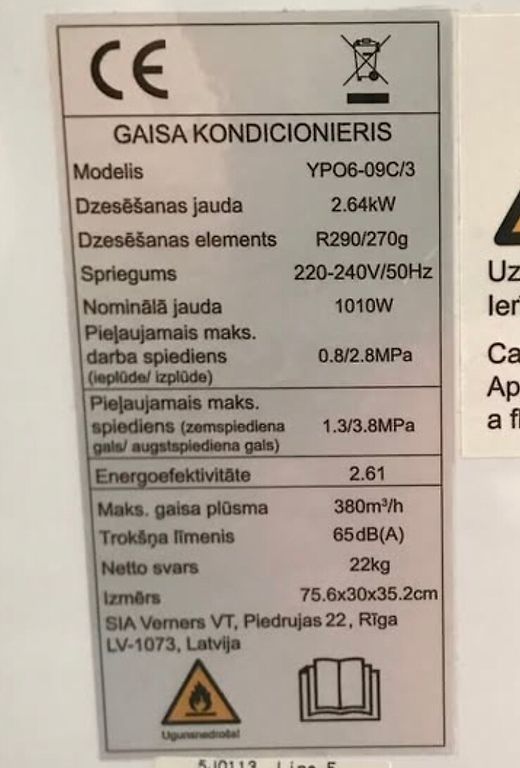 CE
GAISA KONDICIONIERIS
Modelis YPO6-09C/3
Dzesēšanas jauda 2.64kW
Dzesēšanas elements R290/270g
Spriegums 220-240V/50Hz
Nominālā jauda 1010W
Pieļaujamais maks.
darba spiediens 0.8/2.8MPa
(ieplūde/ izplūde)
Pieļaujamais maks.
spiediens (zemspiediena 1.3/3.8MPa
gals/ augstspiediena gals)
Energoefektivitāte 2.61
Maks. gaisa plūsma 380m³/h
Trokšņa līmenis 65dB(A)
Netto svars 22kg
Izmērs 75.6x30x35.2cm
SIA Verners VT, Piedrujas 22, Rīga
LV-1073, Latvija
Ugunsnedrošs!
Uz
Ca
Ap
a f